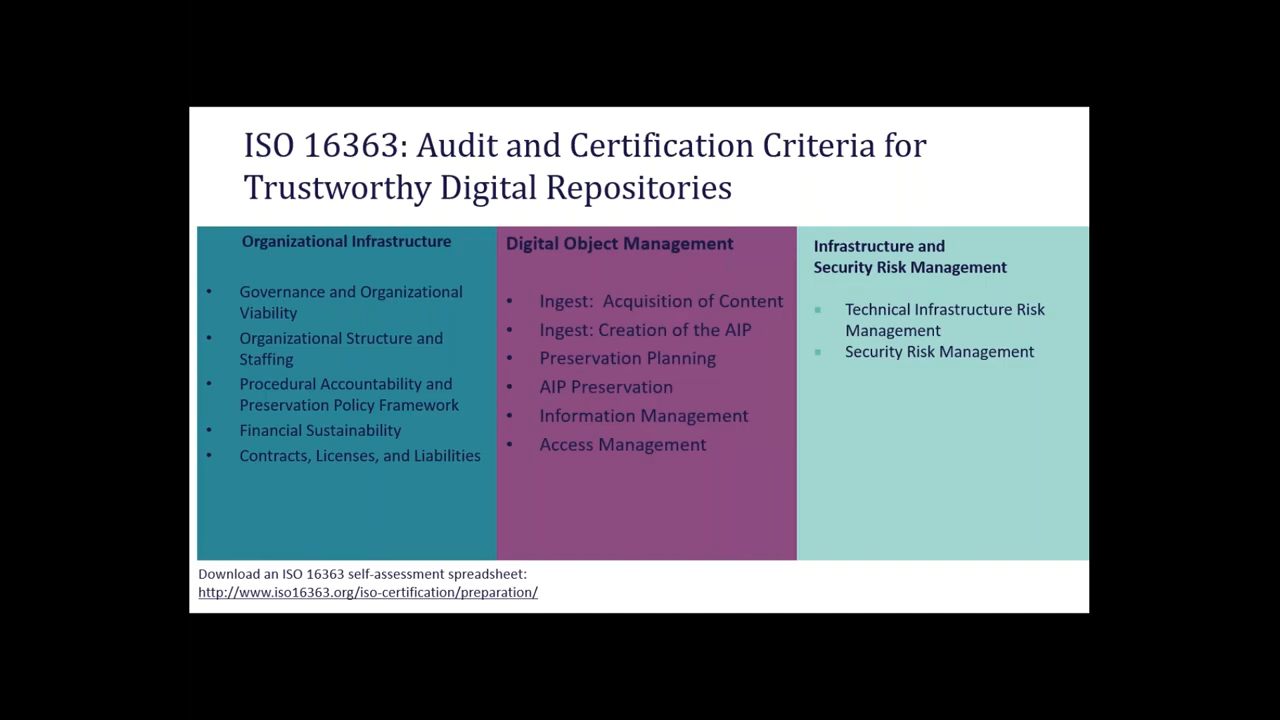 ISO 16363: Audit and Certification Criteria for
Trustworthy Digital Repositories
Organizational Infrastructure
• Governance and Organizational
Viability
• Organizational Structure and
Staffing
• Procedural Accountability and
Preservation Policy Framework
• Financial Sustainability
• Contracts, Licenses, and Liabilities
Digital Object Management
• Ingest:  Acquisition of Content
• Ingest: Creation of the AIP
• Preservation Planning
• AIP Preservation
• Information Management
• Access Management
Infrastructure and
Security Risk Management
▪ Technical Infrastructure Risk
Management
▪ Security Risk Management
Download an ISO 16363 self-assessment spreadsheet:
http://www.iso16363.org/iso-certification/preparation/